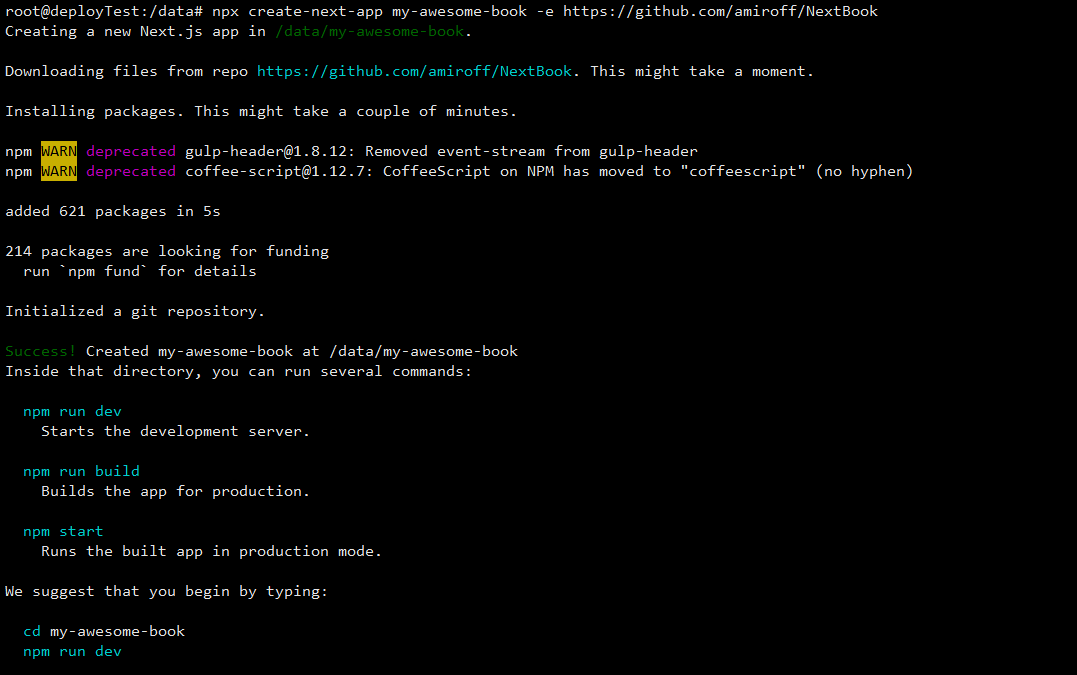 root@deployTest:/data# npx create-next-app my-awesome-book -e https://github.com/amiroff/NextBook
Creating a new Next.js app in /data/my-awesome-book.
Downloading files from repo https://github.com/amiroff/NextBook. This might take a moment.
Installing packages. This might take a couple of minutes.
npm WARN deprecated gulp-header@1.8.12: Removed event-stream from gulp-header
npm WARN deprecated coffee-script@1.12.7: CoffeeScript on NPM has moved to "coffeescript" (no hyphen)
added 621 packages in 5s
214 packages are looking for funding
  run `npm fund` for details
Initialized a git repository.
Success! Created my-awesome-book at /data/my-awesome-book
Inside that directory, you can run several commands:
  npm run dev
    Starts the development server.
  npm run build
    Builds the app for production.
  npm start
    Runs the built app in production mode.
We suggest that you begin by typing:
  cd my-awesome-book
  npm run dev